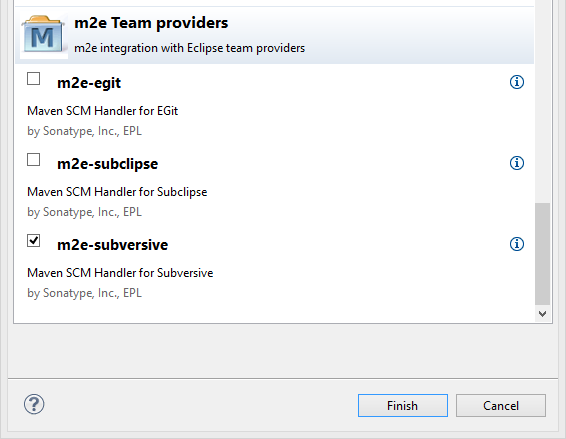 M
m2e Team providers
m2e integration with Eclipse team providers
m2e-egit
Maven SCM Handler for EGit
by Sonatype, Inc., EPL
m2e-subclipse
Maven SCM Handler for Subclipse
by Sonatype, Inc., EPL
m2e-subversive
Maven SCM Handler for Subversive
by Sonatype, Inc., EPL
? Finish Cancel